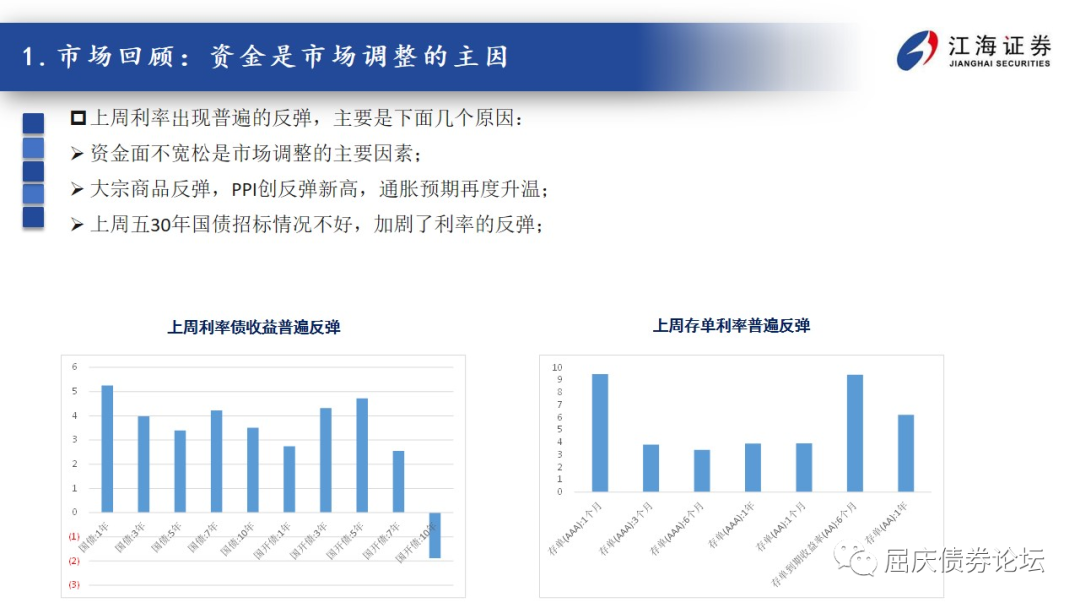 1. 市场回顾：资金是市场调整的主因
江海证券
JIANGHAI SECURITIES
上周利率出现普遍的反弹，主要是下面几个原因：
资金面不宽松是市场调整的主要因素；
大宗商品反弹，PPI创反弹新高，通胀预期再度升温；
上周五30年国债招标情况不好，加剧了利率的反弹；
上周利率债收益普遍反弹
6
5
4
3
2
1
0
(1)
(2)
(3)
国债:1年
国债:3年
国债:5年
国债:7年
国债:10年
国开债:1年
国开债:3年
国开债:5年
国开债:7年
国开债:10年
上周存单利率普遍反弹
10
9
8
7
6
5
4
3
2
1
0
存单(AAA):1个月
存单(AAA):3个月
存单(AAA):6个月
存单(AAA):1年
存单(AA):1个月
存单到期收益率(AA):6个月
存单(AA):1年
屈庆债券论坛